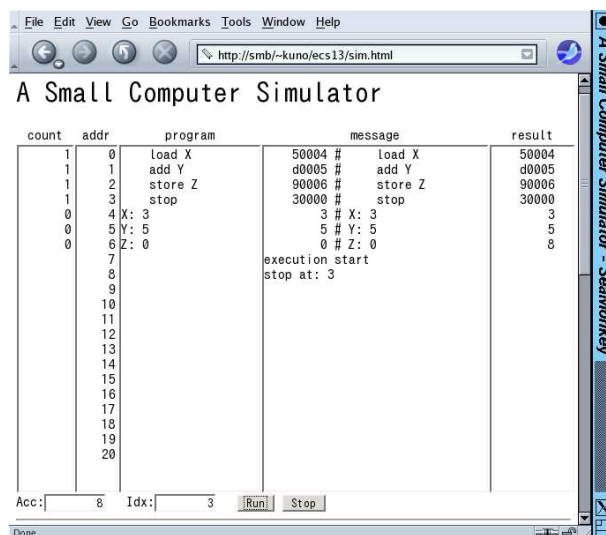 File Edit View Go Bookmarks Tools Window Help
http://smb/~kuno/ecs13/sim.html
A Small Computer Simulator
count addr program message result
1 0 load X 50004 # load X 50004
1 1 add Y d0005 # add Y d0005
1 2 store Z 90006 # store Z 90006
1 3 stop 30000 # stop 30000
0 4 X: 3 3 # X: 3 3
0 5 Y: 5 5 # Y: 5 5
0 6 Z: 0 0 # Z: 0 8
7 execution start
8 stop at: 3
9
10
11
12
13
14
15
16
17
18
19
20
Acc: 8 Idx: 3 Run Stop
Done
A Small Computer Simulator - SeaMonkey